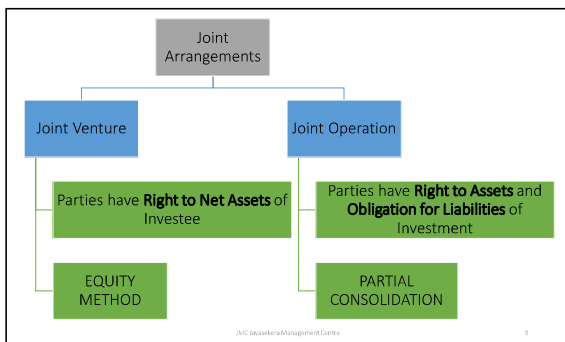 Joint
Arrangements
Joint Venture
Joint Operation
Parties have Right to Net Assets of
Investee
Parties have Right to Assets and
Obligation for Liabilities of
Investment
EQUITY
METHOD
PARTIAL
CONSOLIDATION
JMC Jayasekera Management Centre
9